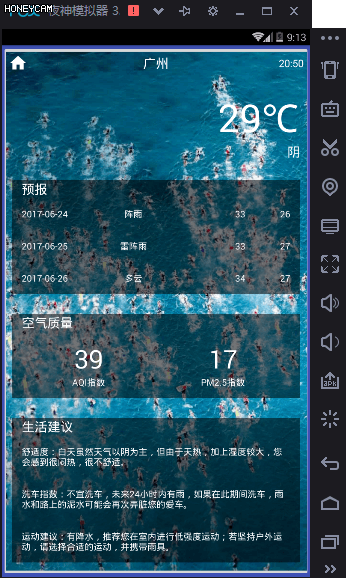 HONEYCAM
夜神模拟器 3.
9:13
广州
20:50
29℃
阴
预报
2017-06-24 阵雨 33 26
2017-06-25 雷阵雨 33 27
2017-06-26 多云 34 27
空气质量
39 17
AQI指数 PM2.5指数
生活建议
舒适度：白天虽然天气以阴为主，但由于天热，加上湿度较大，您
会感到很闷热，很不舒适。
洗车指数：不宜洗车，未来24小时内有雨，如果在此期间洗车，雨
水和路上的泥水可能会再次弄脏您的爱车。
运动建议：有降水，推荐您在室内进行低强度运动；若坚持户外运
动，请选择合适的运动，并携带雨具。